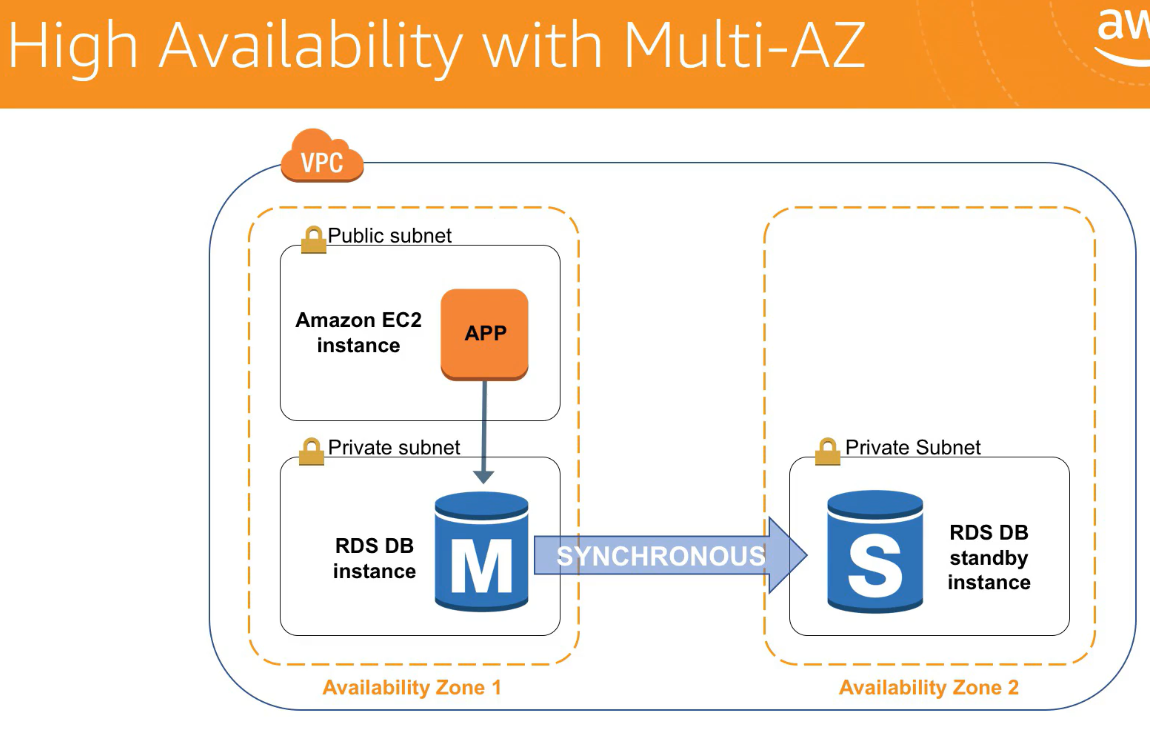 High Availability with Multi-AZ
VPC
Public subnet
Amazon EC2
instance
APP
Private subnet
RDS DB
instance
M
SYNCHRONOUS
Private Subnet
S
RDS DB
standby
instance
Availability Zone 1
Availability Zone 2